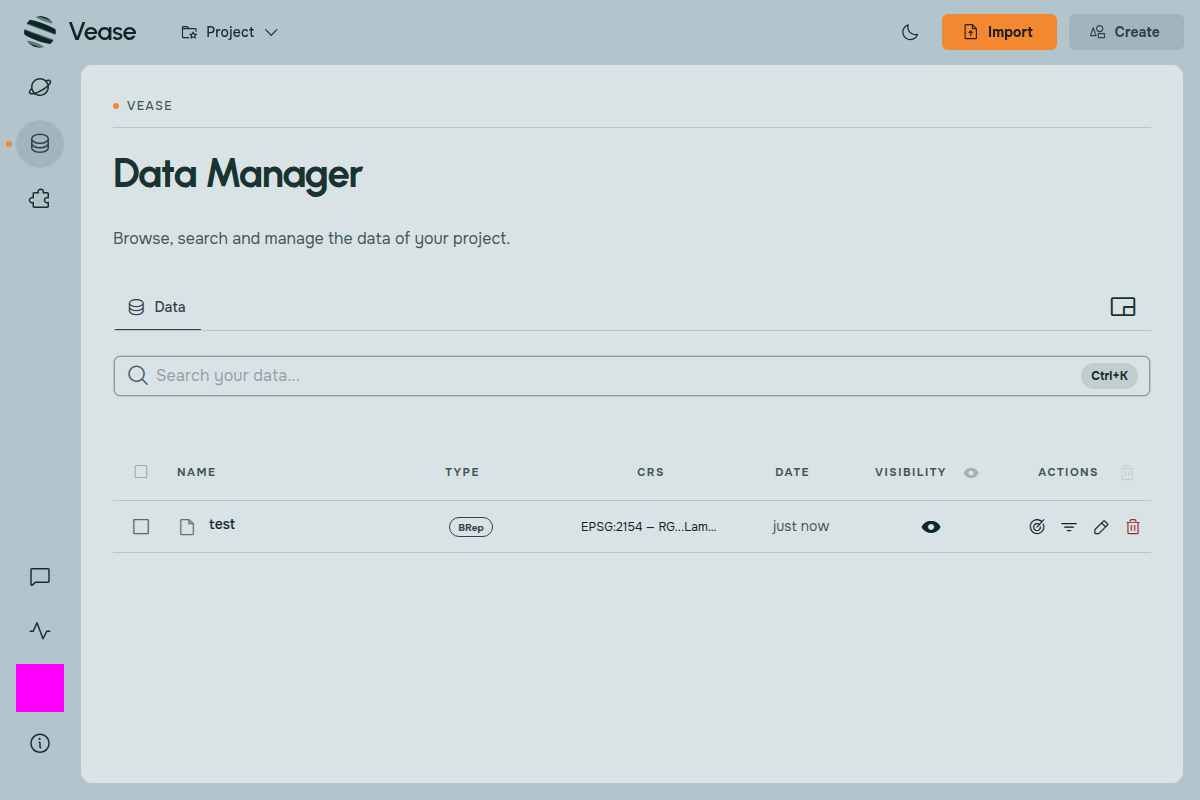 Vease
Project
Import
Create
VEASE
Data Manager
Browse, search and manage the data of your project.
Data
Search your data...
Ctrl+K
NAME TYPE CRS DATE VISIBILITY ACTIONS
test BRep EPSG:2154 – RG...Lam... just now